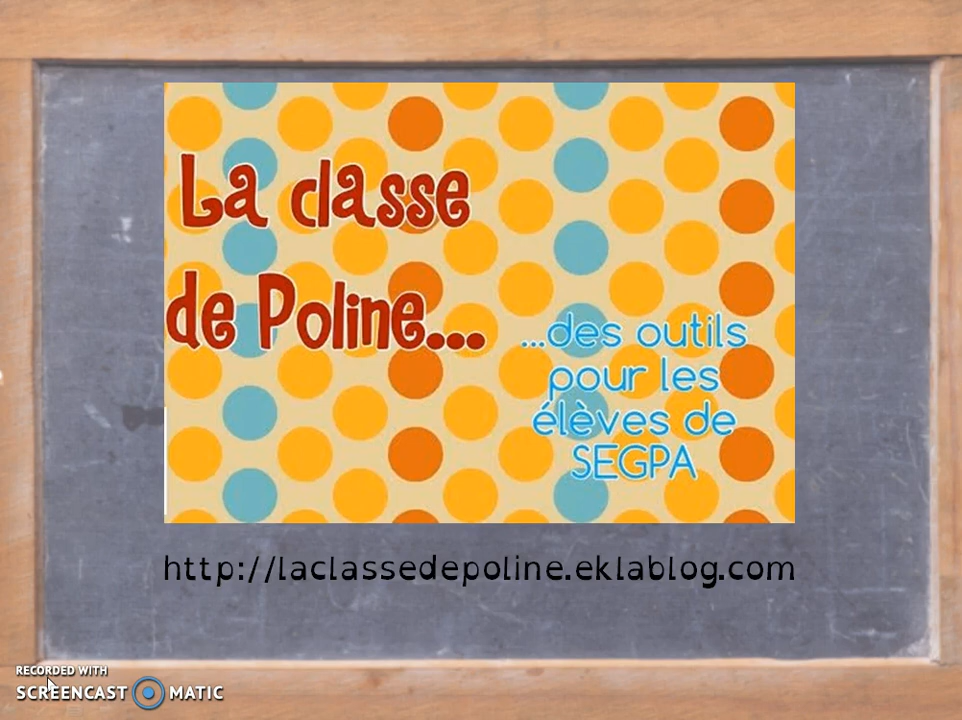 La classe
de Poline...
...des outils
pour les
élèves de
SEGPA
http://laclassedepoline.eklablog.com
RECORDED WITH
SCREENCAST MATIC